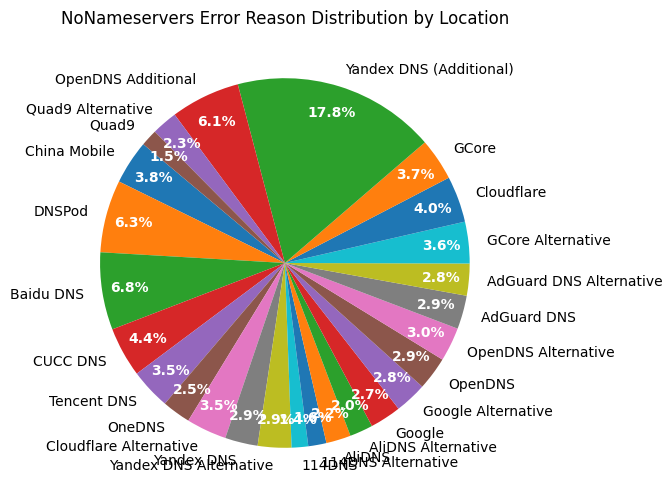 NoNameservers Error Reason Distribution by Location
Yandex DNS (Additional)
17.8%
OpenDNS Additional
6.1%
Quad9 Alternative
2.3%
Quad9
1.5%
China Mobile
3.8%
DNSPod
6.3%
Baidu DNS
6.8%
CUCC DNS
4.4%
Tencent DNS
3.5%
OneDNS
2.5%
Cloudflare Alternative
3.5%
Yandex DNS
2.9%
Yandex DNS Alternative
2.9%
114DNS
1.4%
114DNS Alternative
AliDNS
2.2%
AliDNS Alternative
2.0%
Google
2.7%
Google Alternative
2.8%
OpenDNS
2.9%
OpenDNS Alternative
3.0%
AdGuard DNS
2.9%
AdGuard DNS Alternative
2.8%
GCore Alternative
3.6%
Cloudflare
4.0%
GCore
3.7%